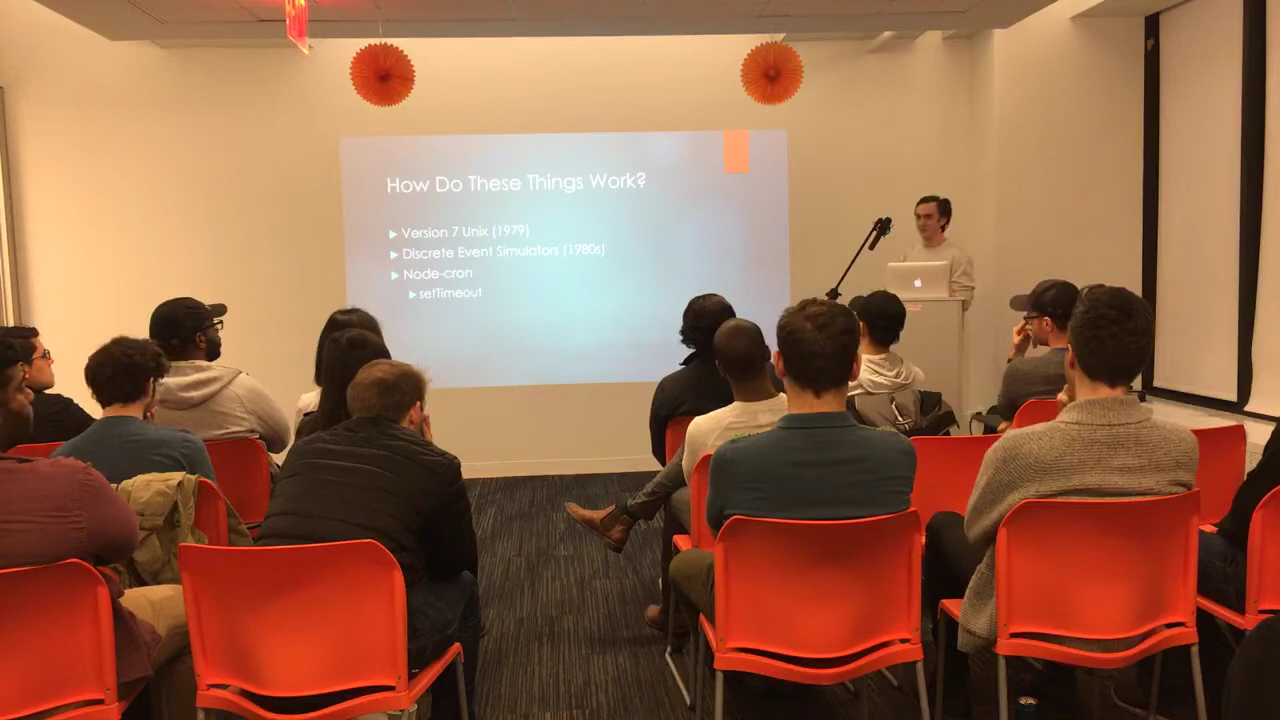 How Do These Things Work?
Version 7 Unix (1979)
Discrete Event Simulators (1980s)
Node-cron
setTimeout